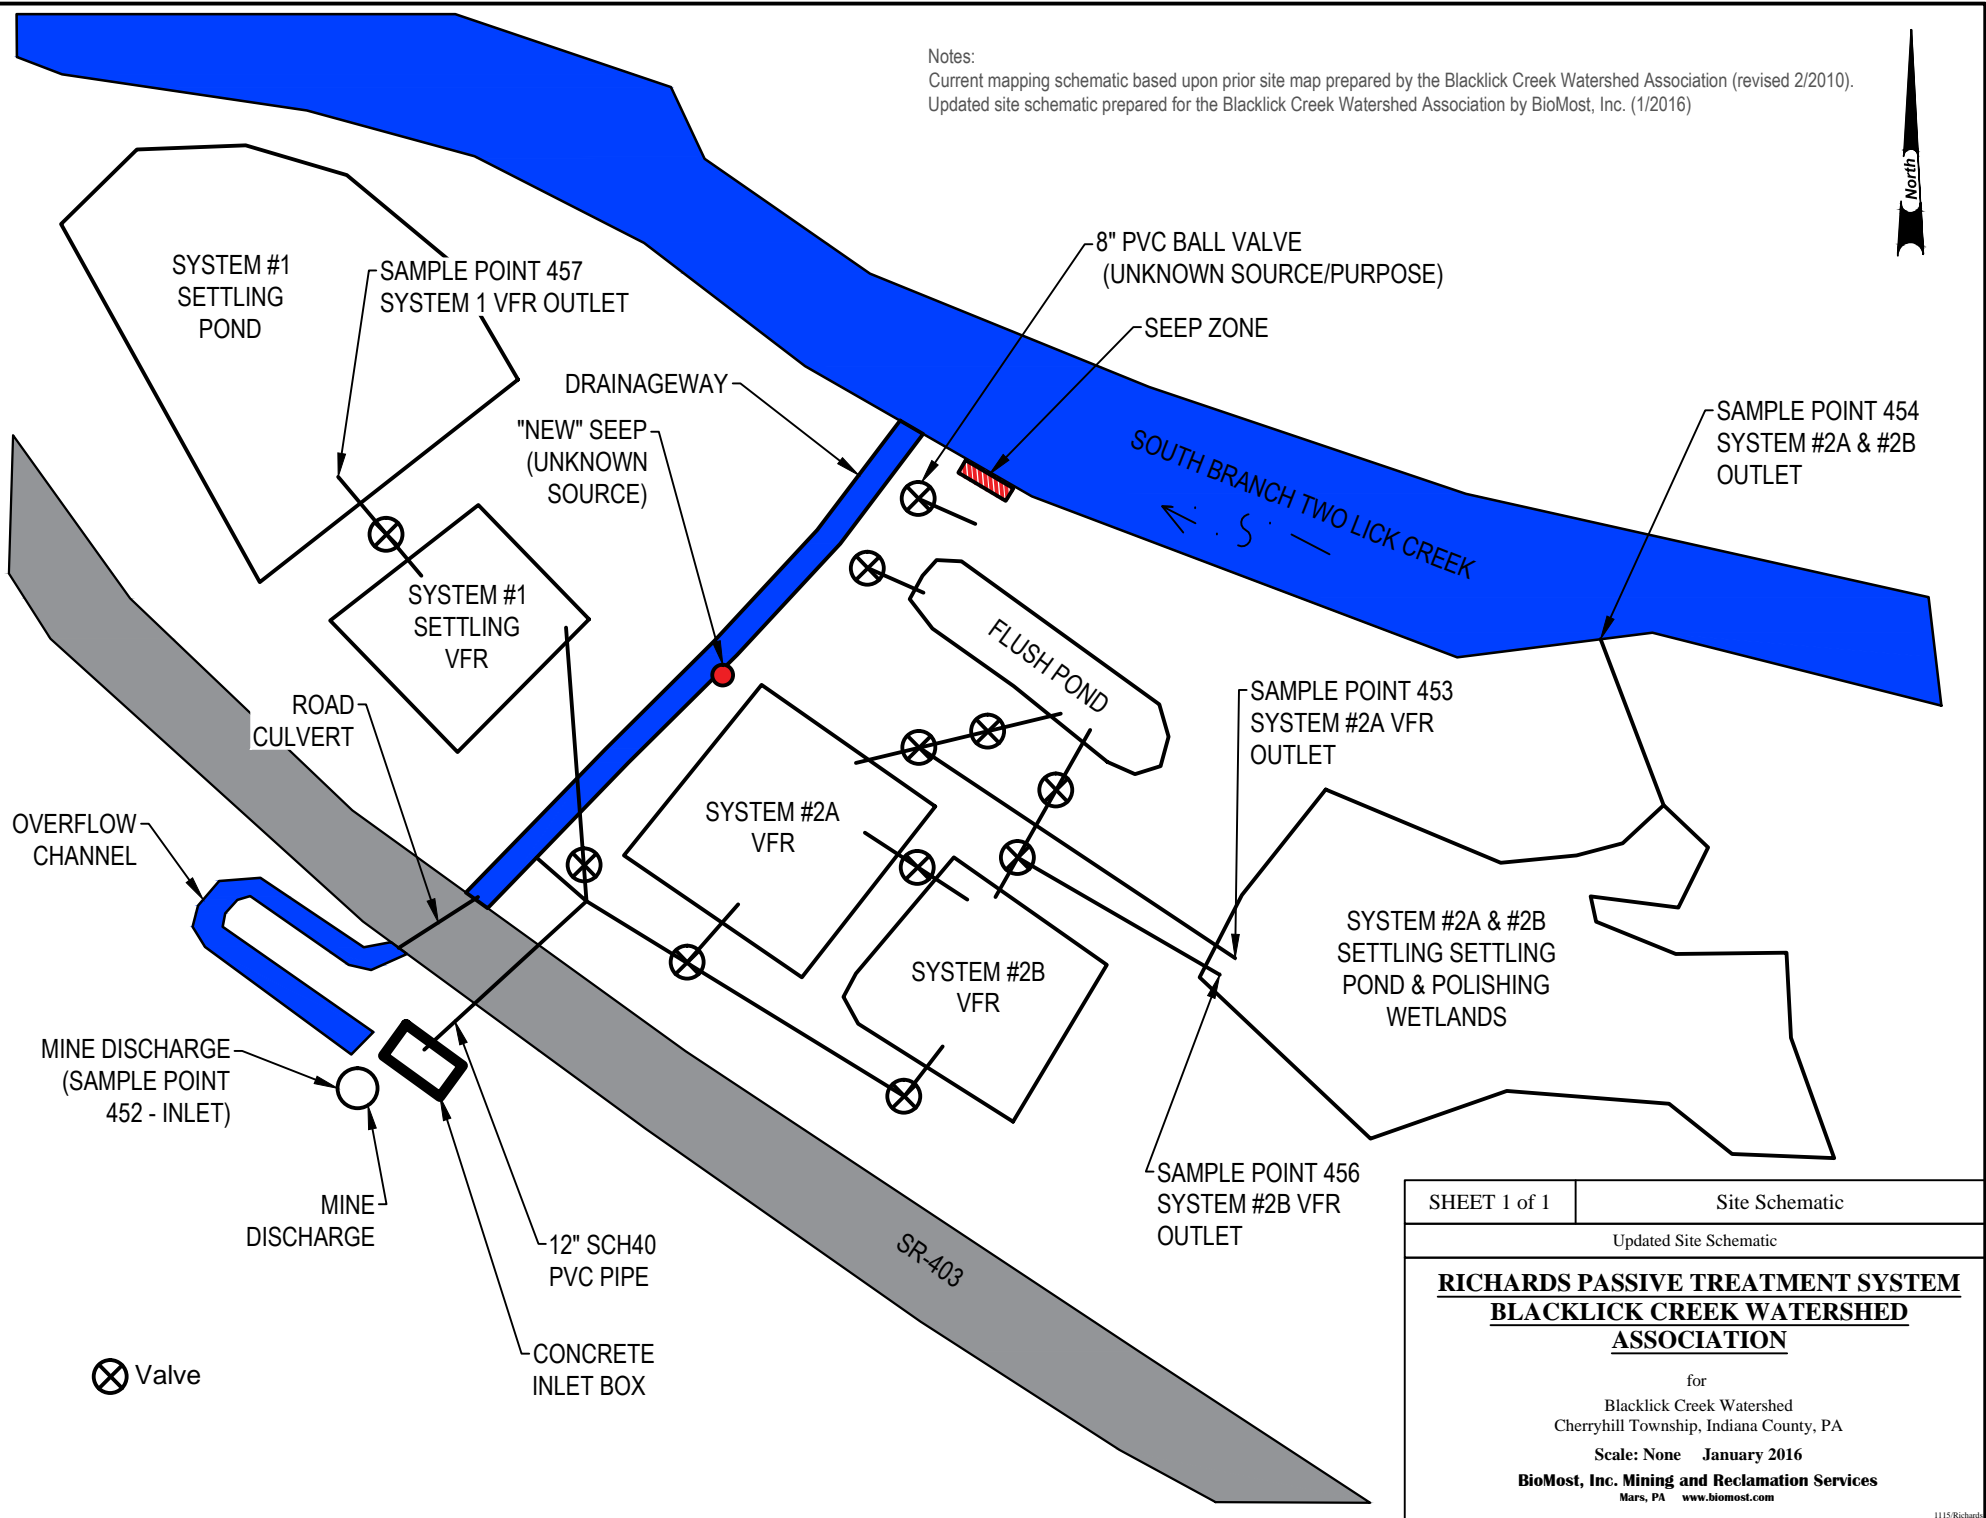 Notes:
Current mapping schematic based upon prior site map prepared by the Blacklick Creek Watershed Association (revised 2/2010).
Updated site schematic prepared for the Blacklick Creek Watershed Association by BioMost, Inc. (1/2016)
North
8" PVC BALL VALVE
(UNKNOWN SOURCE/PURPOSE)
SEEP ZONE
SYSTEM #1
SETTLING
POND
SAMPLE POINT 457
SYSTEM 1 VFR OUTLET
DRAINAGEWAY
"NEW" SEEP
(UNKNOWN
SOURCE)
SOUTH BRANCH TWO LICK CREEK
SAMPLE POINT 454
SYSTEM #2A & #2B
OUTLET
SYSTEM #1
SETTLING
VFR
FLUSH POND
ROAD
CULVERT
SAMPLE POINT 453
SYSTEM #2A VFR
OUTLET
OVERFLOW
CHANNEL
SYSTEM #2A
VFR
SYSTEM #2B
VFR
SYSTEM #2A & #2B
SETTLING SETTLING
POND & POLISHING
WETLANDS
MINE DISCHARGE
(SAMPLE POINT
452 - INLET)
MINE
DISCHARGE
12" SCH40
PVC PIPE
CONCRETE
INLET BOX
SR-403
SAMPLE POINT 456
SYSTEM #2B VFR
OUTLET
Valve
SHEET 1 of 1
Site Schematic
Updated Site Schematic
RICHARDS PASSIVE TREATMENT SYSTEM
BLACKLICK CREEK WATERSHED
ASSOCIATION
for
Blacklick Creek Watershed
Cherryhill Township, Indiana County, PA
Scale: None January 2016
BioMost, Inc. Mining and Reclamation Services
Mars, PA www.biomost.com
1115/Richards